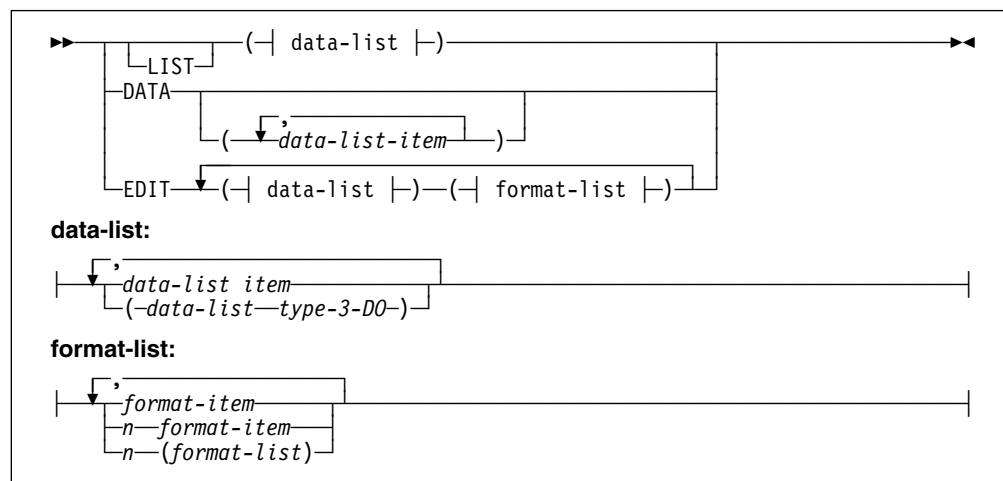 ( data-list )
LIST
DATA
,
( data-list-item )
EDIT ( data-list ) ( format-list )
data-list:
,
data-list item
( data-list type-3-DO )
format-list:
,
format-item
n format-item
n (format-list)